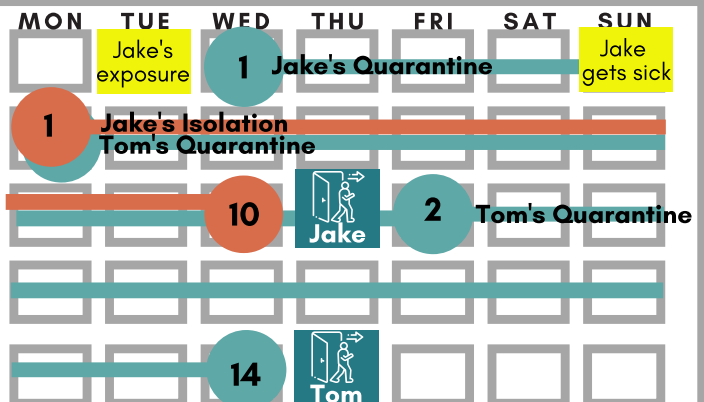 MON TUE WED THU FRI SAT SUN
Jake's
exposure
1
Jake's Quarantine
Jake
gets sick
1
Jake's Isolation
Tom's Quarantine
10
Jake
2
Tom's Quarantine
14
Tom